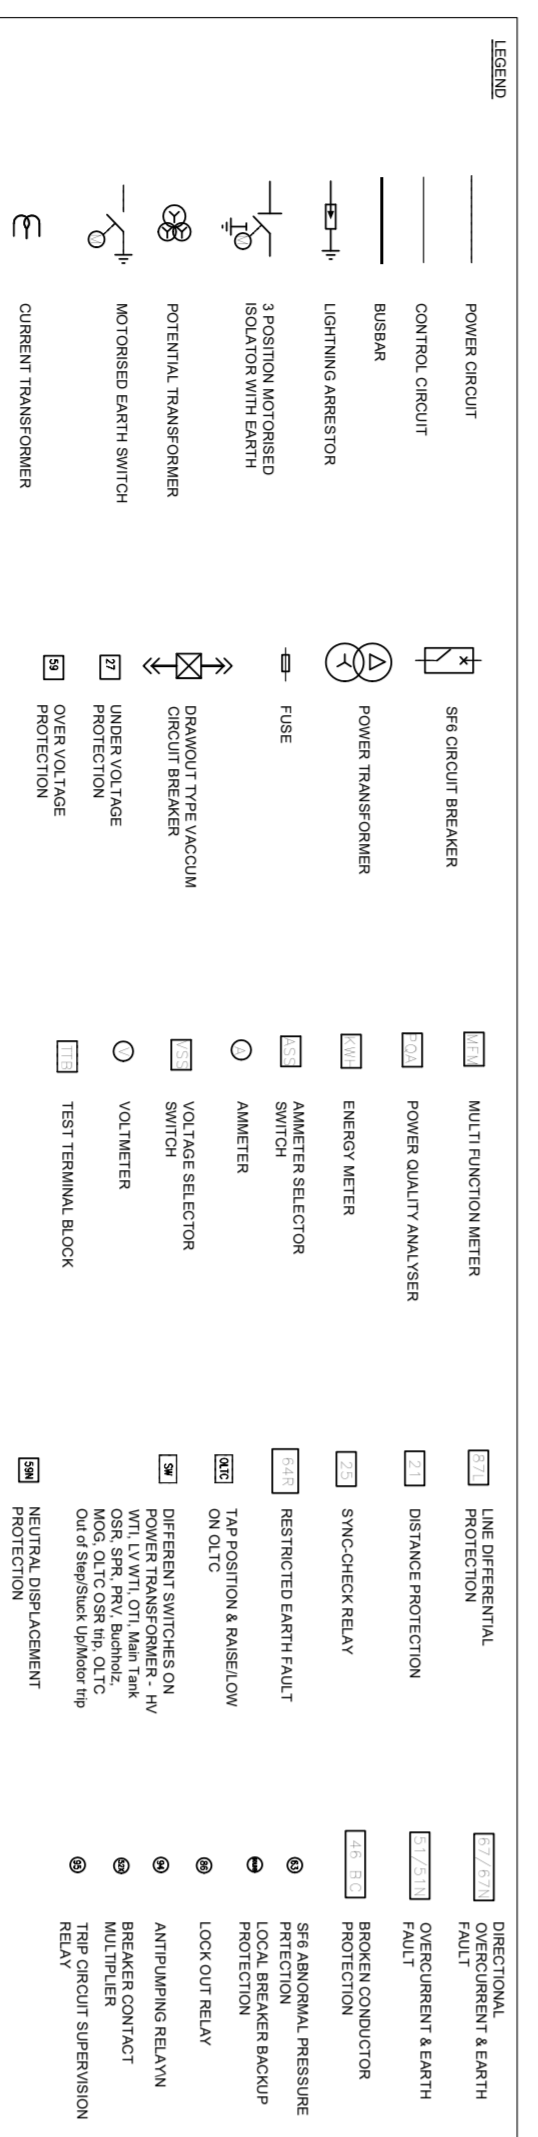 LEGEND
POWER CIRCUIT
CONTROL CIRCUIT
BUSBAR
LIGHTNING ARRESTOR
3 POSITION MOTORISED
ISOLATOR WITH EARTH
M
POTENTIAL TRANSFORMER
MOTORISED EARTH SWITCH
M
CURRENT TRANSFORMER
SF6 CIRCUIT BREAKER
POWER TRANSFORMER
FUSE
DRAWOUT TYPE VACCUM
CIRCUIT BREAKER
27
UNDER VOLTAGE
PROTECTION
59
OVER VOLTAGE
PROTECTION
MFM
MULTI FUNCTION METER
PQA
POWER QUALITY ANALYSER
KWH
ENERGY METER
ASS
AMMETER SELECTOR
SWITCH
A
AMMETER
VSS
VOLTAGE SELECTOR
SWITCH
V
VOLTMETER
TTB
TEST TERMINAL BLOCK
87L
LINE DIFFERENTIAL
PROTECTION
21
DISTANCE PROTECTION
25
SYNC-CHECK RELAY
64R
RESTRICTED EARTH FAULT
OLTC
TAP POSITION & RAISE/LOW
ON OLTC
SW
DIFFERENT SWITCHES ON
POWER TRANSFORMER - HV
WTI, LV WTI, OTI, Main Tank
OSR, SPR, PRV, Buchholz,
MOG, OLTC OSR trip, OLTC
Out of Step/Stuck Up/Motor trip
59N
NEUTRAL DISPLACEMENT
PROTECTION
67/67N
DIRECTIONAL
OVERCURRENT & EARTH
FAULT
51/51N
OVERCURRENT & EARTH
FAULT
46 BC
BROKEN CONDUCTOR
PROTECTION
63
SF6 ABNORMAL PRESSURE
PRTECTION
LOCAL BREAKER BACKUP
PROTECTION
86
LOCK OUT RELAY
94
ANTIPUMPING RELAY\N
52X
BREAKER CONTACT
MULTIPLIER
95
TRIP CIRCUIT SUPERVISION
RELAY